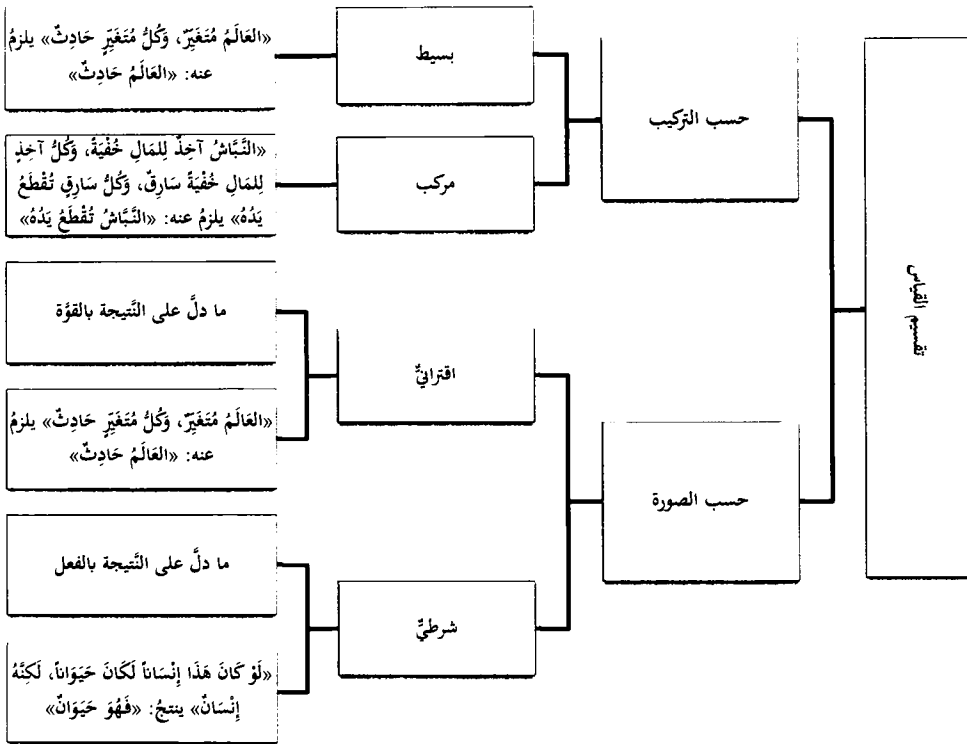 تقسيم القياس
حسب التركيب
بسيط
«العَالَمُ مُتَغَيِّرٌ، وَكُلُّ مُتَغَيِّرٍ حَادِثٌ» يلزمُ
عنه: «العَالَمُ حَادِثٌ»
مركب
«النَّبَّاشُ آخِذٌ لِلمَالِ خُفْيَةً، وَكُلُّ آخِذٍ
لِلمَالِ خُفْيَةً سَارِقٌ، وَكُلُّ سَارِقٍ تُقْطَعُ
يَدُهُ» يلزمُ عنه: «النَّبَّاشُ تُقْطَعُ يَدُهُ»
حسب الصورة
اقترانيٌّ
ما دلَّ على النَّتيجة بالقوَّة
«العَالَمُ مُتَغَيِّرٌ، وَكُلُّ مُتَغَيِّرٍ حَادِثٌ» يلزمُ
عنه: «العَالَمُ حَادِثٌ»
شرطيٌّ
ما دلَّ على النَّتيجة بالفعل
«لَوْ كَانَ هَذَا إِنْسَاناً لَكَانَ حَيَوَاناً، لَكِنَّهُ
إِنْسَانٌ» ينتجُ: «فَهُوَ حَيَوَانٌ»